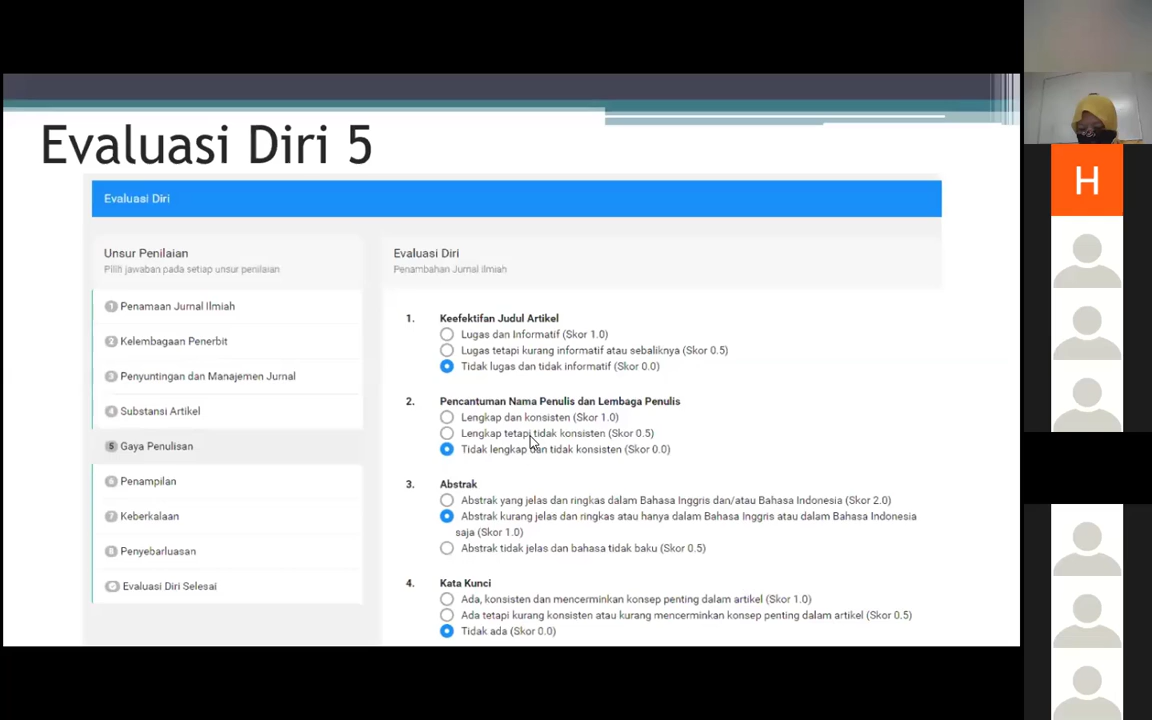 Evaluasi Diri 5
Evaluasi Diri
Unsur Penilaian
Pilih jawaban pada setiap unsur penilaian
1 Penamaan Jurnal Ilmiah
2 Kelembagaan Penerbit
3 Penyuntingan dan Manajemen Jurnal
4 Substansi Artikel
5 Gaya Penulisan
6 Penampilan
7 Keberkalaan
8 Penyebarluasan
Evaluasi Diri Selesai
Evaluasi Diri
Penambahan Jurnal Ilmiah
1. Keefektifan Judul Artikel
Lugas dan Informatif (Skor 1.0)
Lugas tetapi kurang informatif atau sebaliknya (Skor 0.5)
Tidak lugas dan tidak informatif (Skor 0.0)
2. Pencantuman Nama Penulis dan Lembaga Penulis
Lengkap dan konsisten (Skor 1.0)
Lengkap tetapi tidak konsisten (Skor 0.5)
Tidak lengkap dan tidak konsisten (Skor 0.0)
3. Abstrak
Abstrak yang jelas dan ringkas dalam Bahasa Inggris dan/atau Bahasa Indonesia (Skor 2.0)
Abstrak kurang jelas dan ringkas atau hanya dalam Bahasa Inggris atau dalam Bahasa Indonesia
saja (Skor 1.0)
Abstrak tidak jelas dan bahasa tidak baku (Skor 0.5)
4. Kata Kunci
Ada, konsisten dan mencerminkan konsep penting dalam artikel (Skor 1.0)
Ada tetapi kurang konsisten atau kurang mencerminkan konsep penting dalam artikel (Skor 0.5)
Tidak ada (Skor 0.0)
H